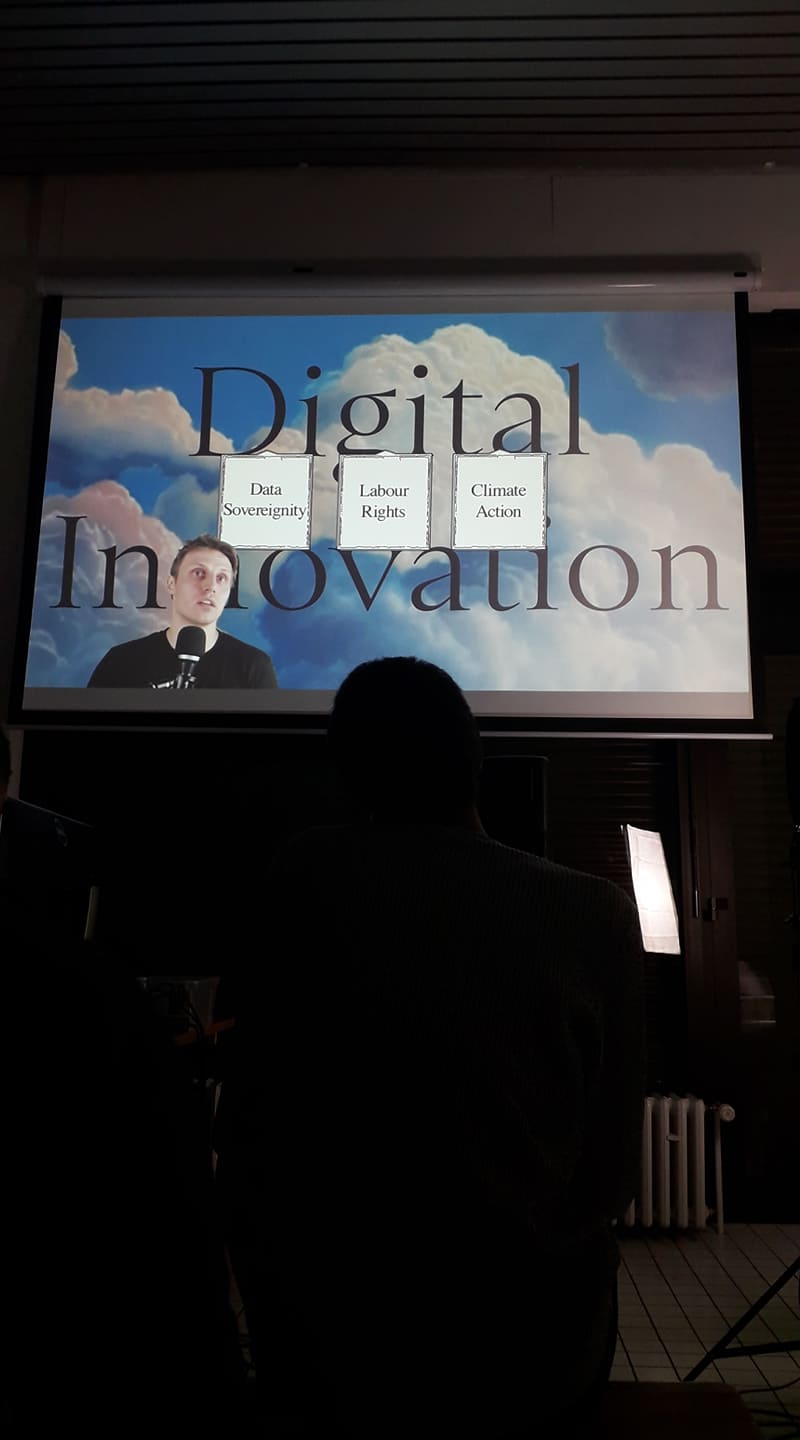 Digital
Data
Sovereignity
Labour
Rights
Climate
Action
Innovation